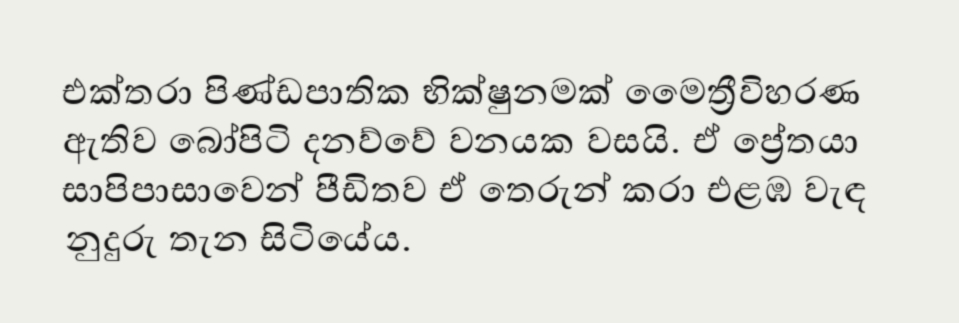 එක්තරා පිණ්ඩපාතික භික්ෂුනමක් මෛත්‍රීවිහරණ
ඇතිව බෝපිටි දනව්වේ වනයක වසයි. ඒ ප්‍රේතයා
සාපිපාසාවෙන් පීඩිතව ඒ තෙරුන් කරා එළඹ වැඳ
නුදුරු තැන සිටියේය.